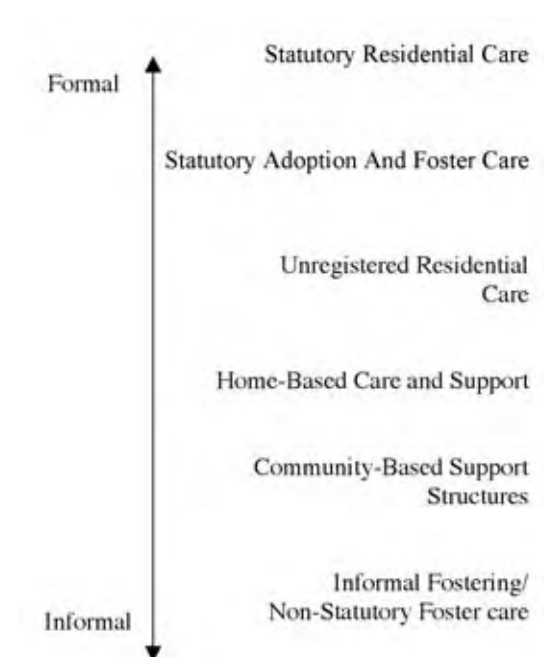 Statutory Residential Care
Formal
Statutory Adoption And Foster Care
Unregistered Residential
Care
Home-Based Care and Support
Community-Based Support
Structures
Informal Fostering/
Non-Statutory Foster care
Informal